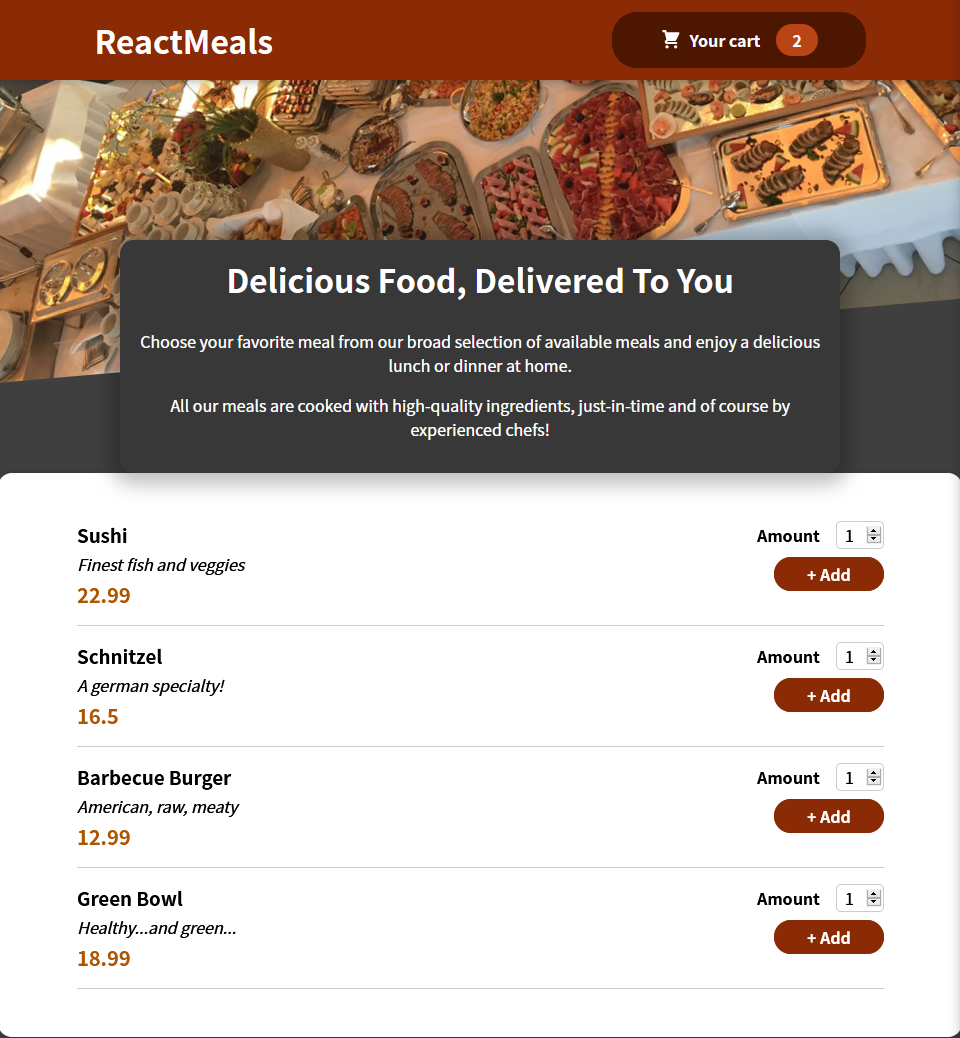 ReactMeals
Your cart 2
Delicious Food, Delivered To You
Choose your favorite meal from our broad selection of available meals and enjoy a delicious
lunch or dinner at home.
All our meals are cooked with high-quality ingredients, just-in-time and of course by
experienced chefs!
Sushi
Finest fish and veggies
22.99
Amount 1
+ Add
Schnitzel
A german specialty!
16.5
Amount 1
+ Add
Barbecue Burger
American, raw, meaty
12.99
Amount 1
+ Add
Green Bowl
Healthy...and green...
18.99
Amount 1
+ Add